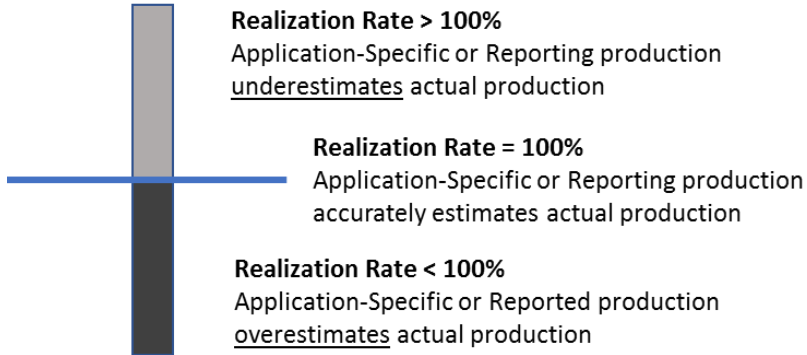 Realization Rate > 100%
Application-Specific or Reporting production
underestimates actual production
Realization Rate = 100%
Application-Specific or Reporting production
accurately estimates actual production
Realization Rate < 100%
Application-Specific or Reported production
overestimates actual production